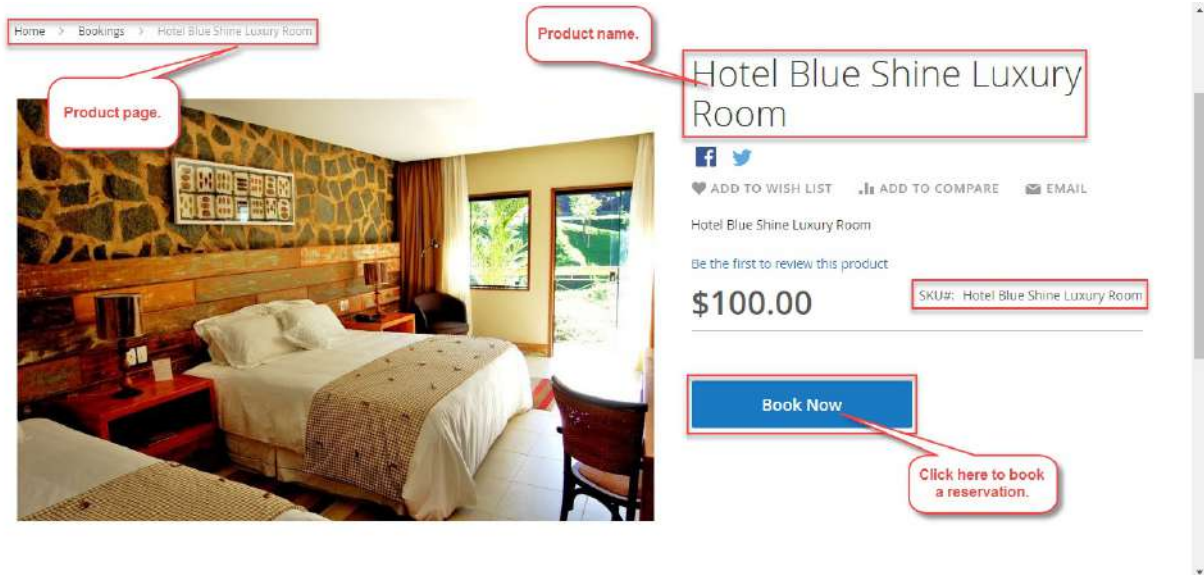 Home > Bookings > Hotel Blue Shine Luxury Room
Product page.
Product name.
Hotel Blue Shine Luxury
Room
ADD TO WISH LIST ADD TO COMPARE EMAIL
Hotel Blue Shine Luxury Room
Be the first to review this product
$100.00
SKU#: Hotel Blue Shine Luxury Room
Book Now
Click here to book
a reservation.